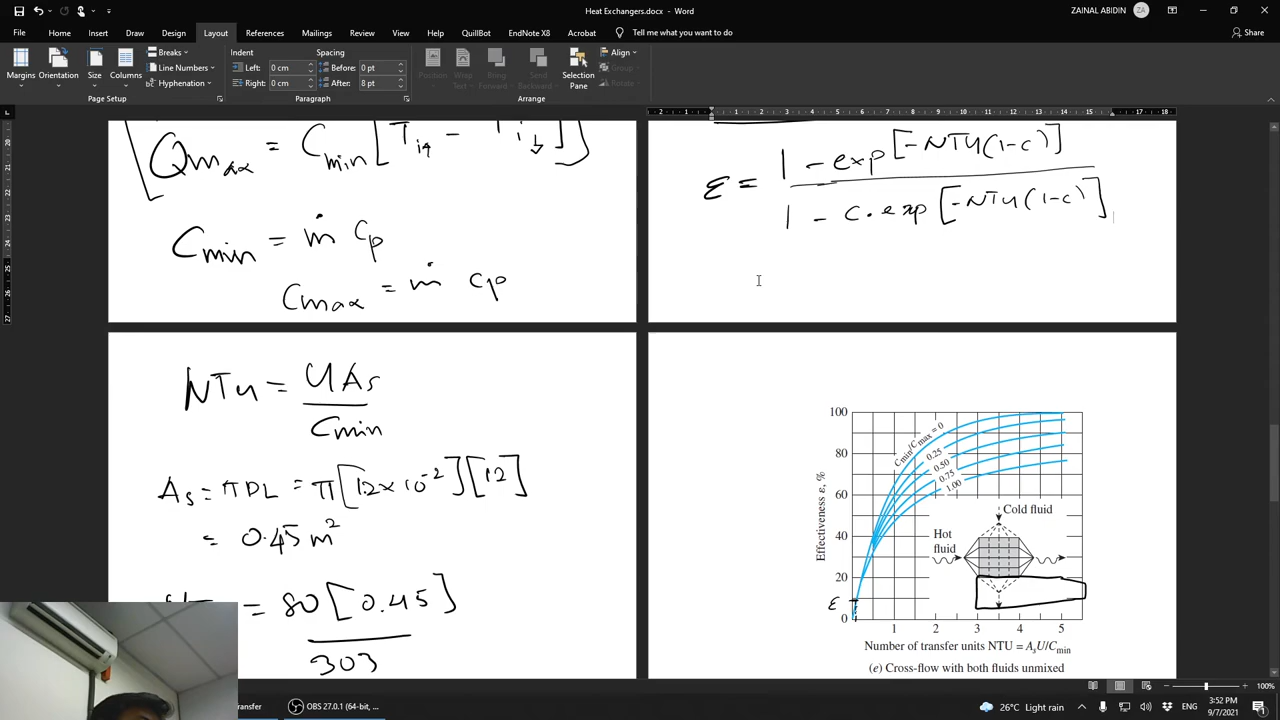 Heat Exchangers.docx - Word
ZAINAL ABIDIN
ZA
File Home Insert Draw Design Layout References Mailings Review View Help QuillBot EndNote X8 Acrobat Tell me what you want to do
Share
Margins
Orientation
Size
Columns
Breaks
Line Numbers
Hyphenation
Page Setup
Indent
Left: 0 cm
Right: 0 cm
Spacing
Before: 0 pt
After: 8 pt
Paragraph
Position
Wrap Text
Bring Forward
Send Backward
Selection Pane
Align
Group
Rotate
Arrange
Qmax = Cmin [Ti9 - Ti↓]
Cmin = ṁ Cp
Cmax = ṁ Cp
ε = 1 - exp[-NTU(1-c)]
1 - c · exp[-NTU(1-c)]
NTU = UAs
Cmin
As = πDL = π[1.2 × 10⁻²][12]
= 0.45 m²
= 80[0.45]
303
100
80
60
40
20
0
Effectiveness ε, %
Cmin/Cmax = 0
0.25
0.50
0.75
1.00
Cold fluid
Hot fluid
ε
1 2 3 4 5
Number of transfer units NTU = AsU/Cmin
(e) Cross-flow with both fluids unmixed
100%
OBS 27.0.1 (64-bit, ...
26°C Light rain
3:52 PM
9/7/2021